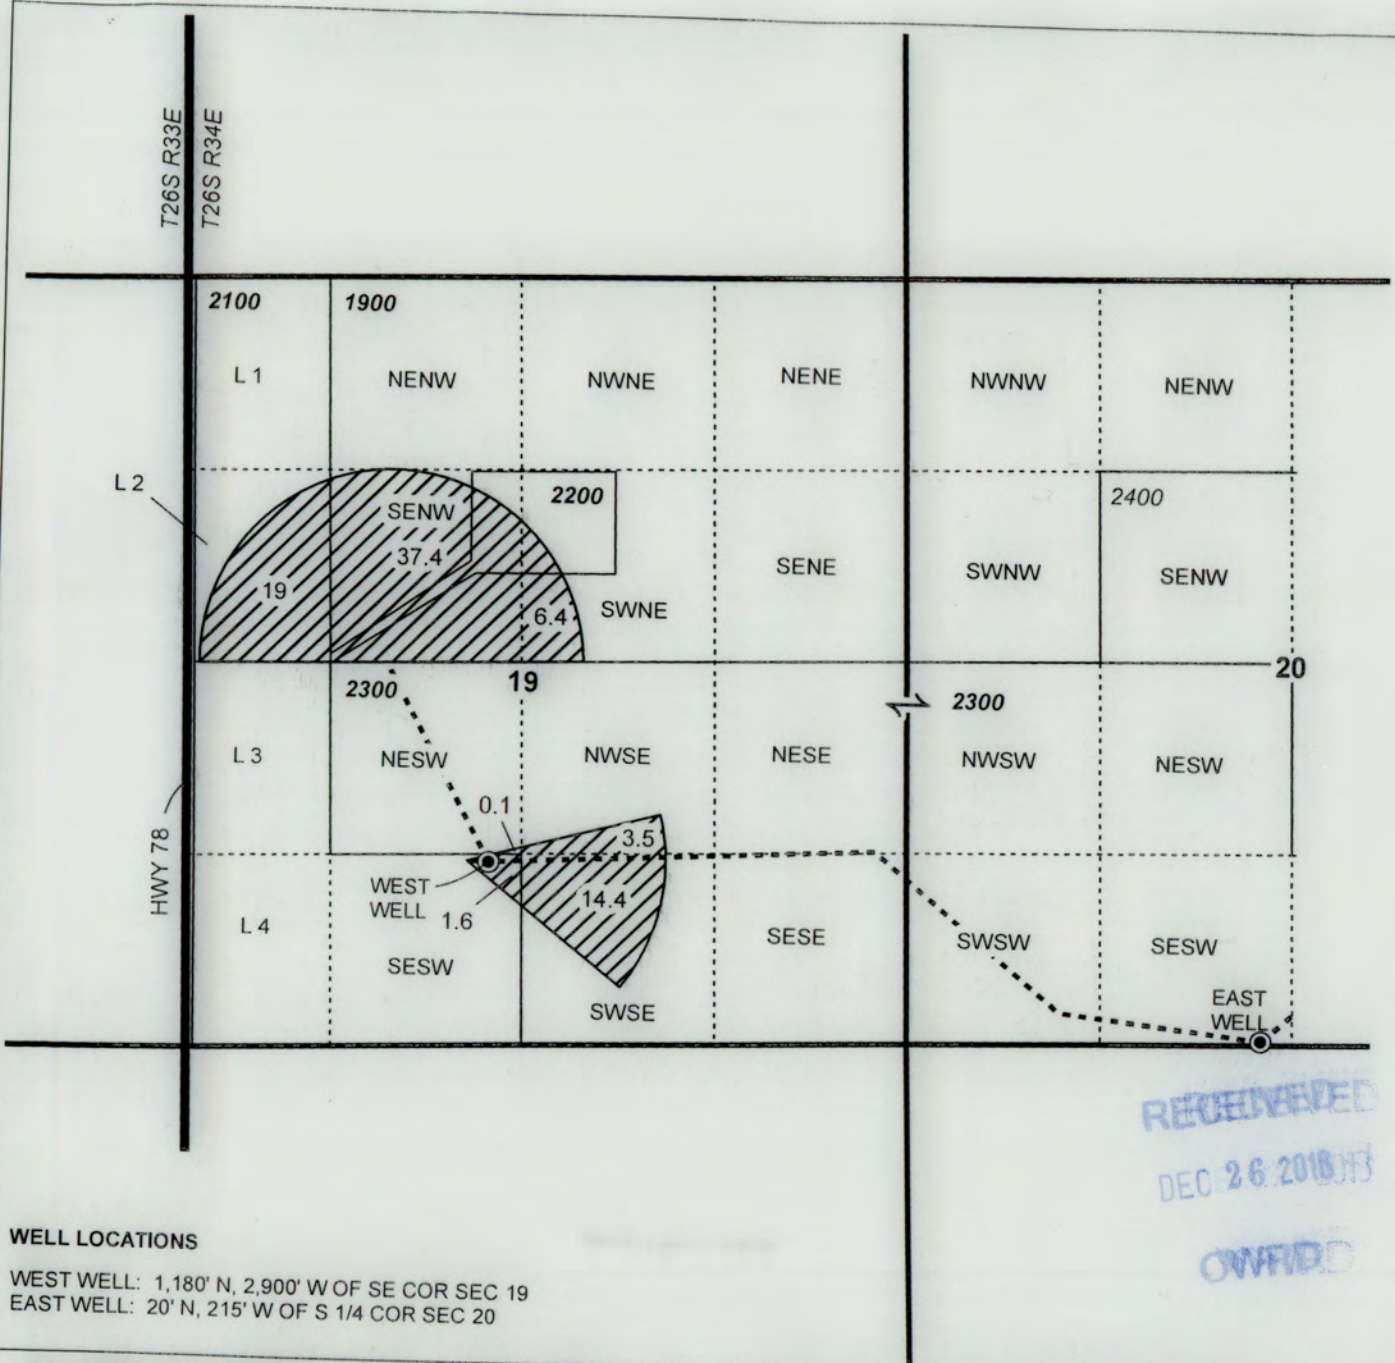 T26S R33E
T26S R34E
2100
1900
L 1
NENW
NWNE
NENE
NWNW
NENW
L 2
SENW
2200
2400
37.4
SENE
SWNW
SENW
19
6.4
SWNE
2300
19
20
2300
L 3
NESW
NWSE
NESE
NWSW
NESW
HWY 78
0.1
3.5
WEST
WELL
1.6
14.4
L 4
SESW
SESE
SWSW
SESW
SWSE
EAST
WELL
RECEIVED
DEC 26 2018
OWRD
WELL LOCATIONS
WEST WELL: 1,180' N, 2,900' W OF SE COR SEC 19
EAST WELL: 20' N, 215' W OF S 1/4 COR SEC 20